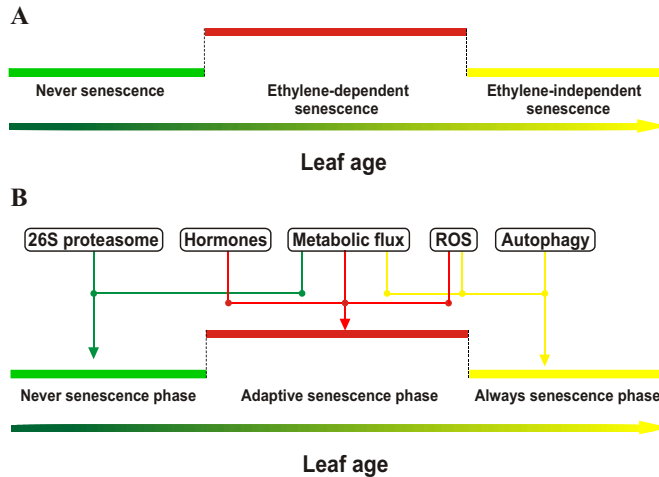 A
Never senescence
Ethylene-dependent
senescence
Ethylene-independent
senescence
Leaf age
B
26S proteasome
Hormones
Metabolic flux
ROS
Autophagy
Never senescence phase
Adaptive senescence phase
Always senescence phase
Leaf age